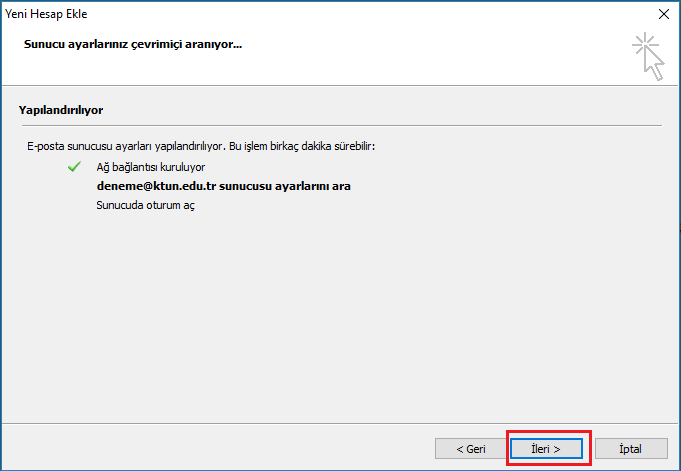 Yeni Hesap Ekle
Sunucu ayarlarınız çevrimiçi aranıyor...
Yapılandırılıyor
E-posta sunucusu ayarları yapılandırılıyor. Bu işlem birkaç dakika sürebilir:
Ağ bağlantısı kuruluyor
deneme@ktun.edu.tr sunucusu ayarlarını ara
Sunucuda oturum aç
< Geri
İleri >
İptal